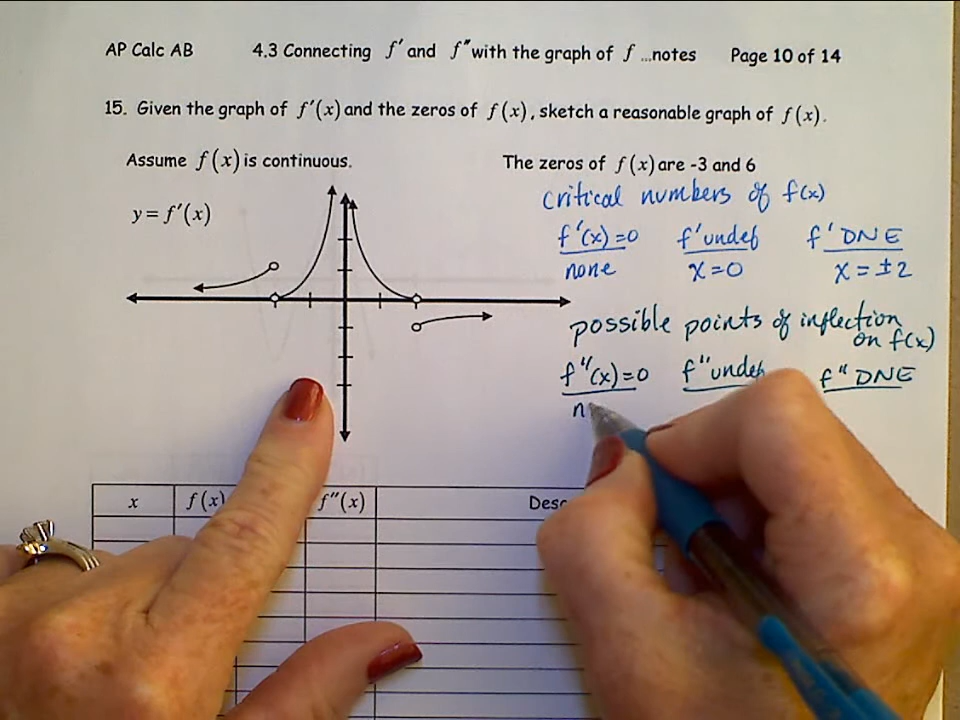 AP Calc AB 4.3 Connecting f' and f" with the graph of f ...notes Page 10 of 14
15. Given the graph of f'(x) and the zeros of f(x), sketch a reasonable graph of f(x).
Assume f(x) is continuous. The zeros of f(x) are -3 and 6
critical numbers of f(x)
y = f'(x)
f'(x) = 0 f' undef f' DNE
none x = 0 x = ±2
possible points of inflection
on f(x)
f"(x) = 0 f" undef f" DNE
n
x f(x) f"(x) Desc